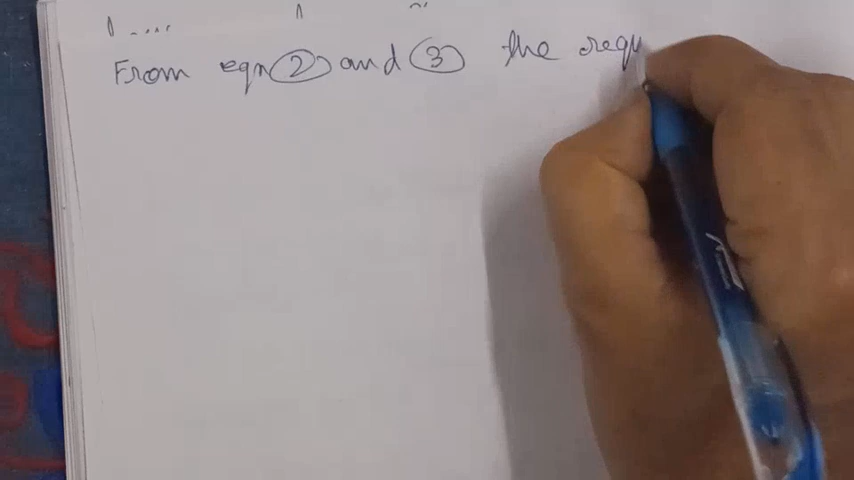 From eqn 2 and 3 the requ